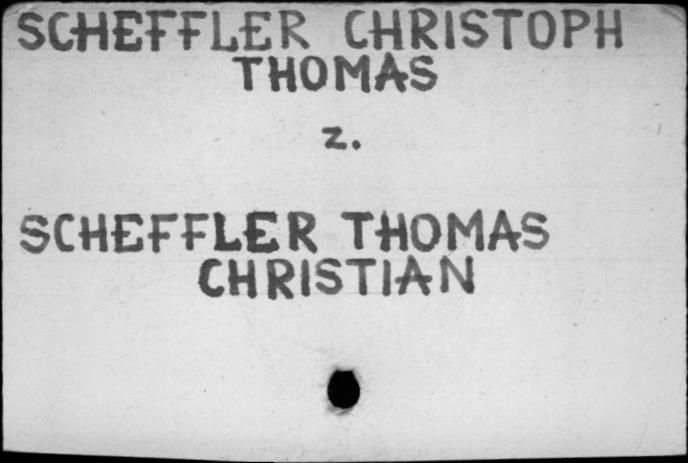 SCHEFFLER CHRISTOPH
THOMAS
z.
SCHEFFLER THOMAS
CHRISTIAN